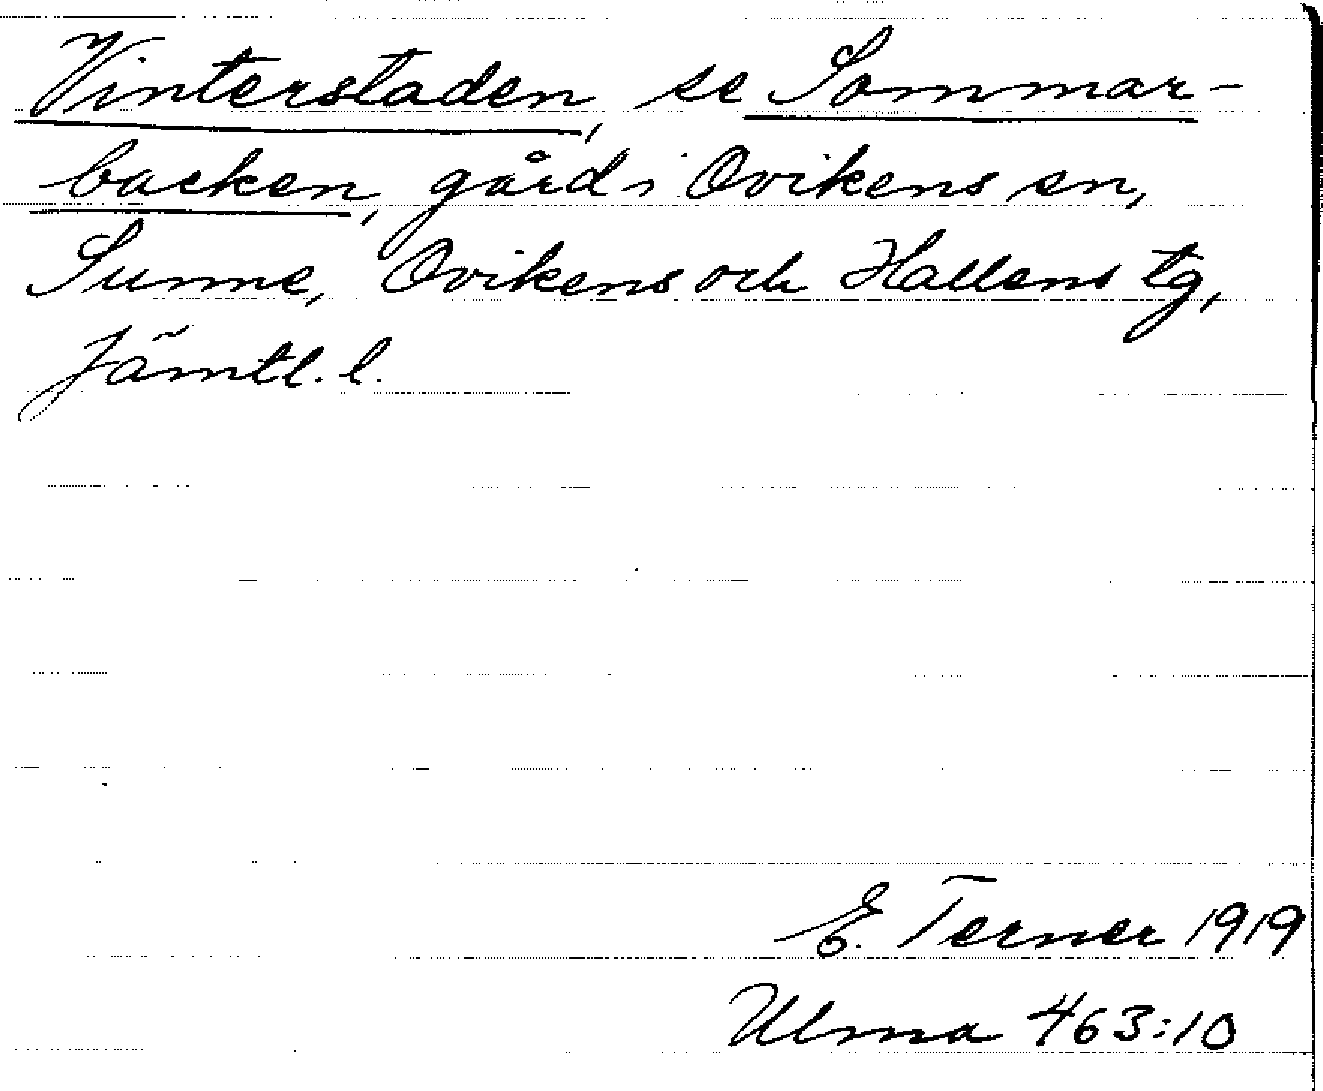 Vinterstaden, se Sommar-
backen, gård i Ovikens sn,
Sunne, Ovikens och Hallens tg,
Jämtl. l.
E. Terner 1919
Ulma 463:10